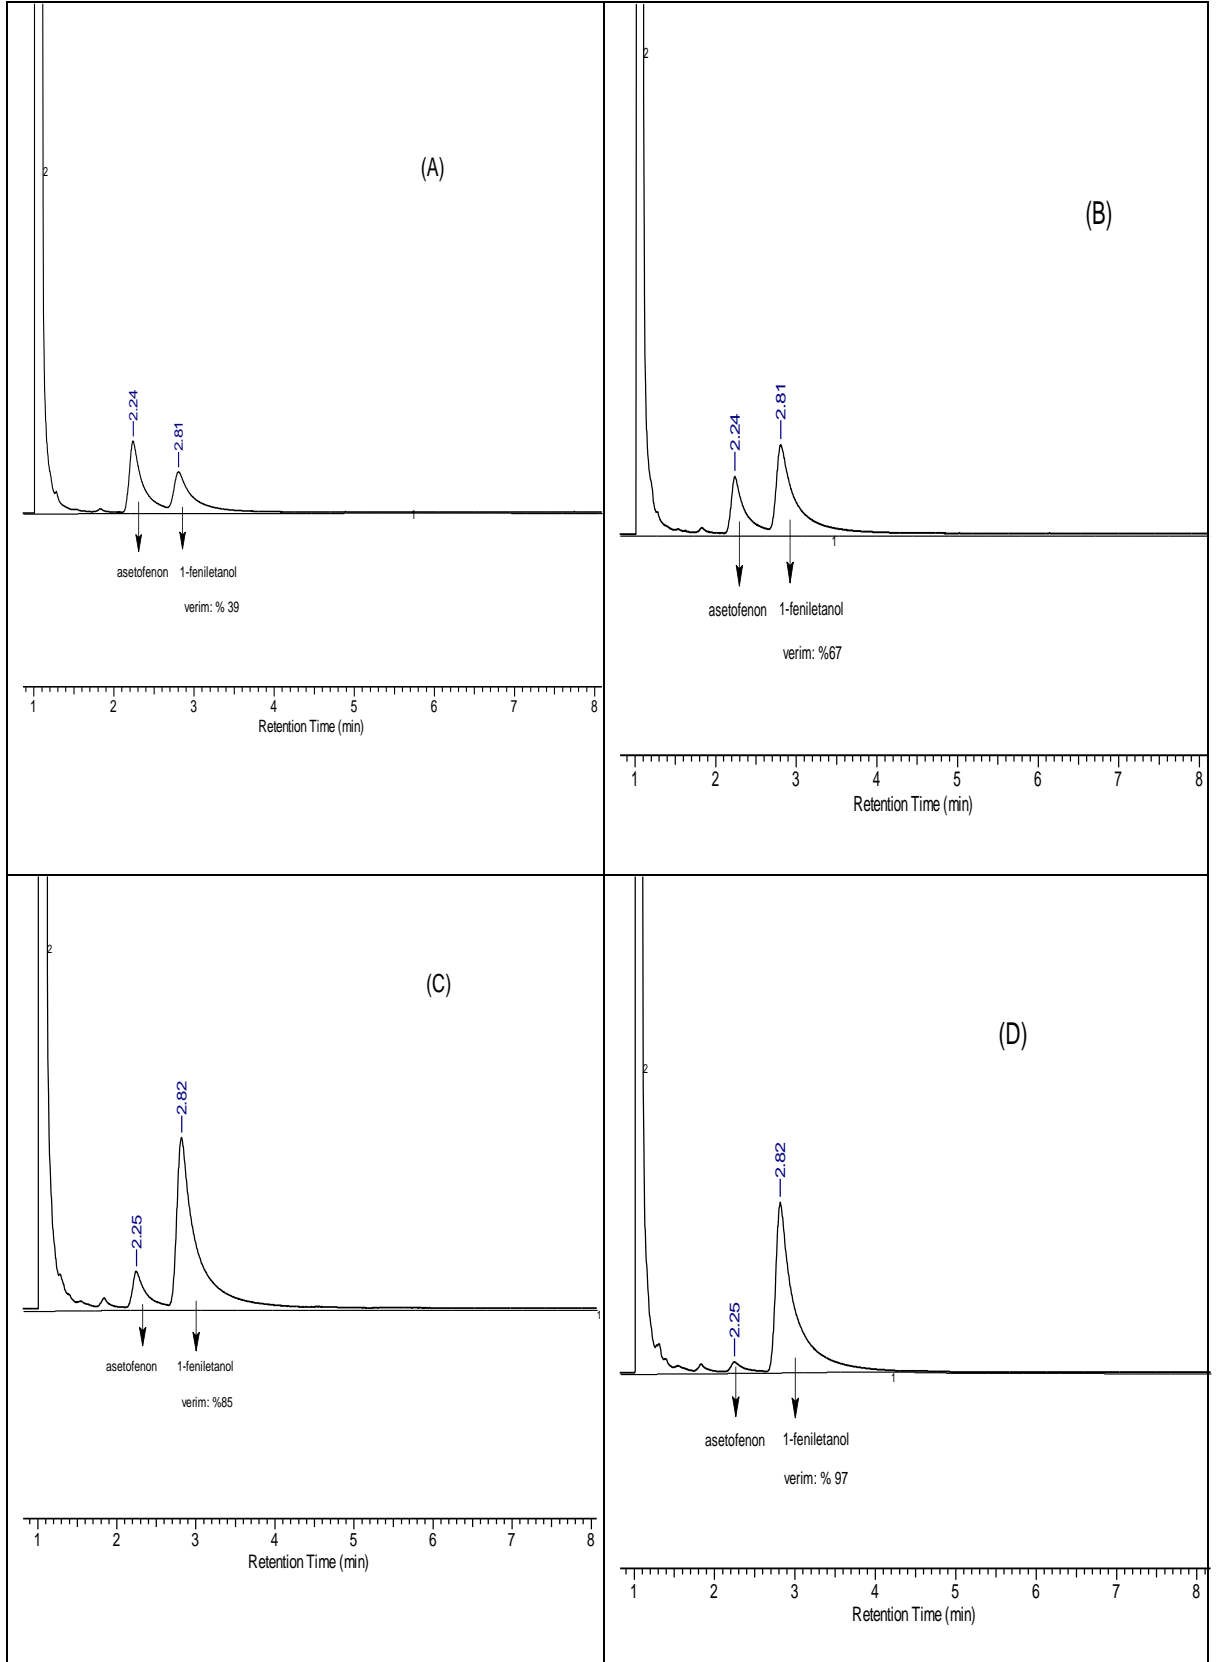 2
(A)
2.24
2.81
1
asetofenon 1-feniletanol
verim: % 39
1 2 3 4 5 6 7 8
Retention Time (min)
2
(B)
2.24
2.81
1
asetofenon 1-feniletanol
verim: %67
1 2 3 4 5 6 7 8
Retention Time (min)
2
(C)
2.82
2.25
1
asetofenon 1-feniletanol
verim: %85
1 2 3 4 5 6 7 8
Retention Time (min)
2
(D)
2.82
2.25
1
asetofenon 1-feniletanol
verim: % 97
1 2 3 4 5 6 7 8
Retention Time (min)